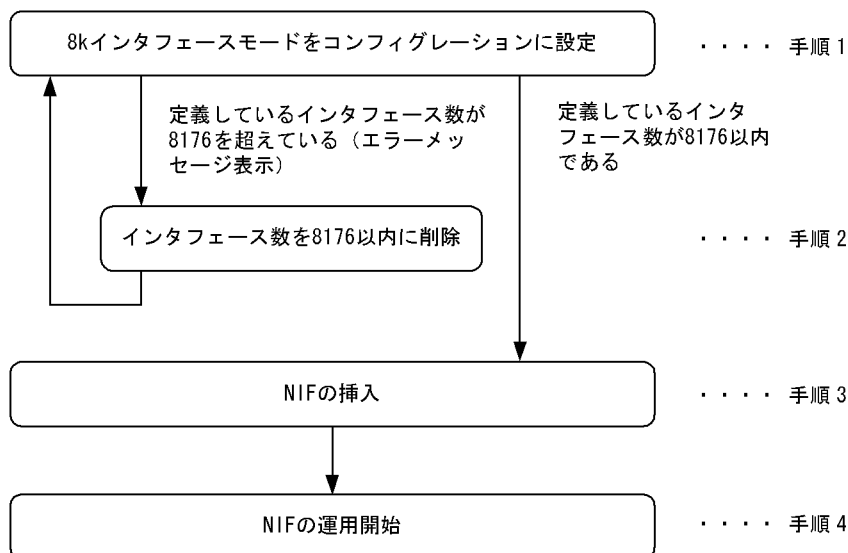 8kインタフェースモードをコンフィグレーションに設定
・・・・ 手順1
定義しているインタフェース数が
8176を超えている（エラーメッ
セージ表示）
定義しているインタ
フェース数が8176以内
である
インタフェース数を8176以内に削除
・・・・ 手順2
NIFの挿入
・・・・ 手順3
NIFの運用開始
・・・・ 手順4